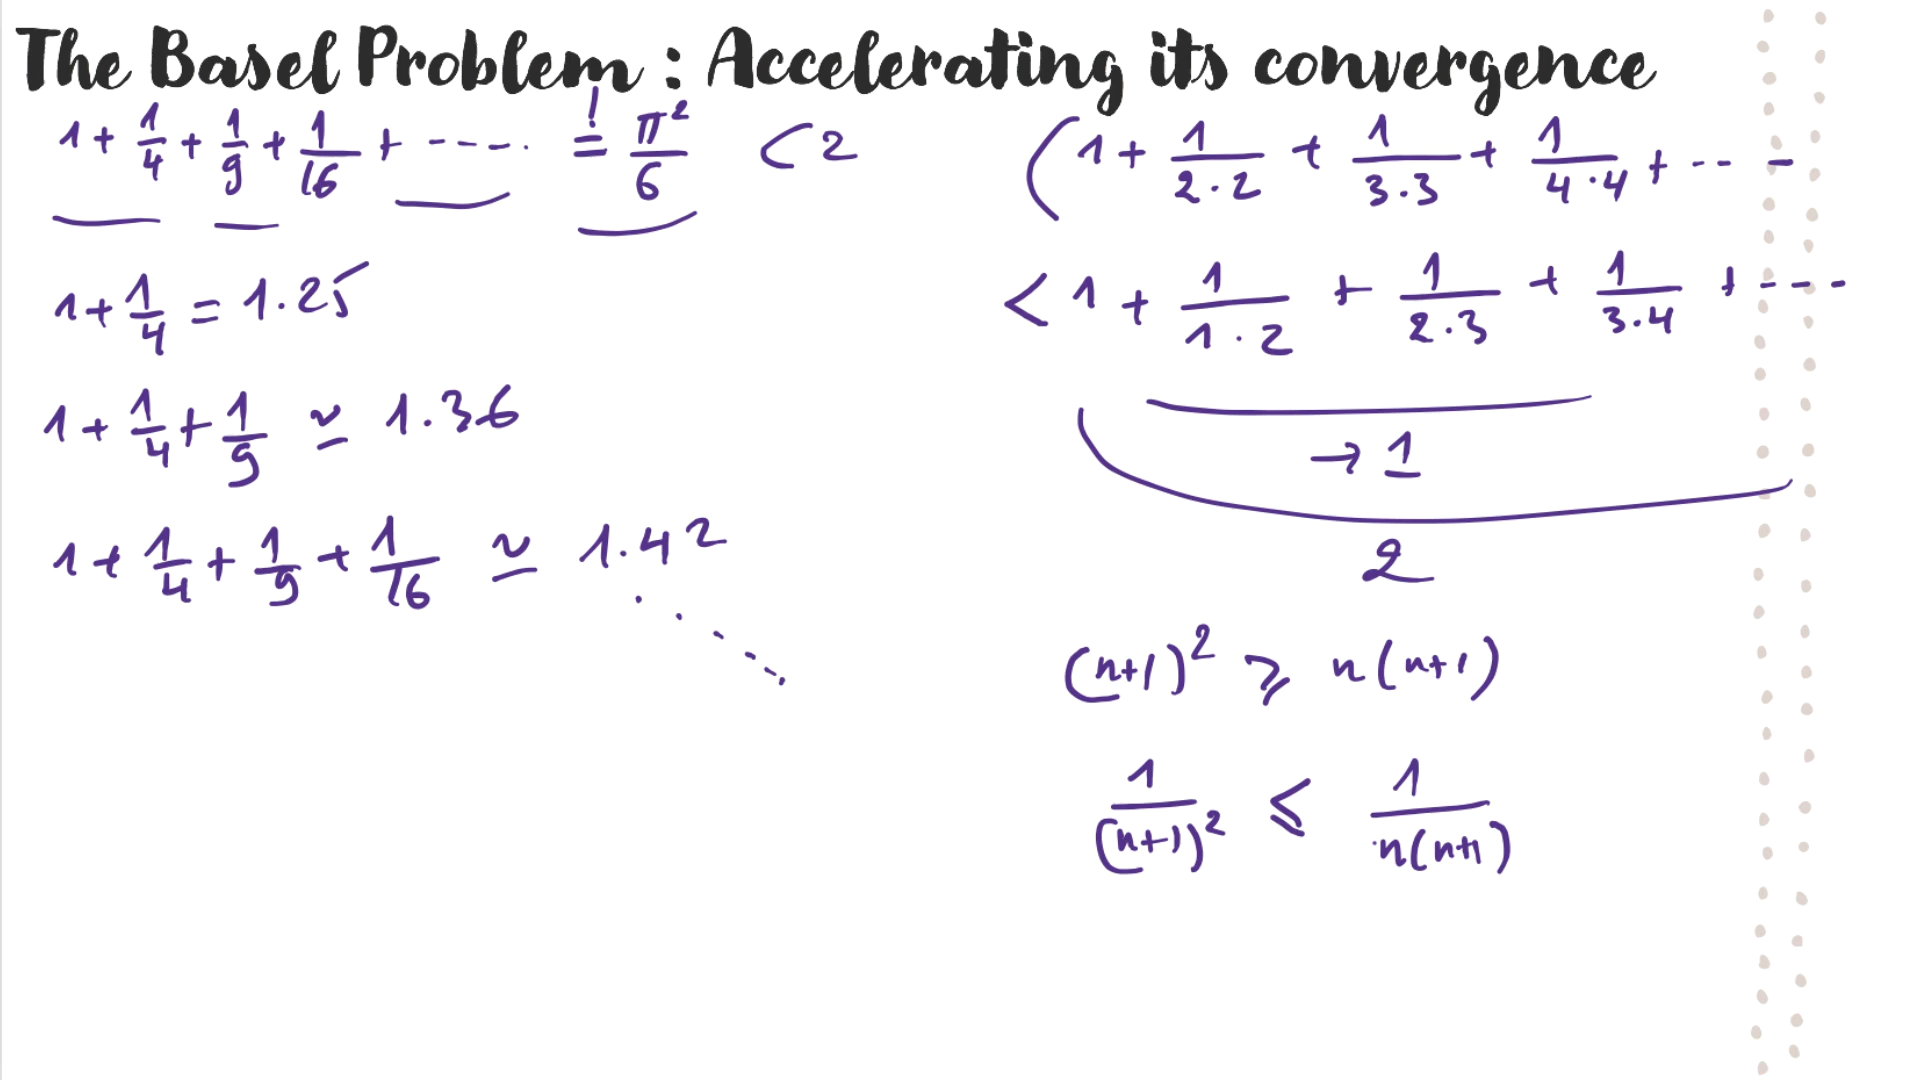 The Basel Problem : Accelerating its convergence
1 + 1/4 + 1/9 + 1/16 + ----- =! π²/6 < 2
1 + 1/4 = 1.25
1 + 1/4 + 1/9 ≃ 1.36
1 + 1/4 + 1/9 + 1/16 ≃ 1.42
( 1 + 1/2·2 + 1/3·3 + 1/4·4 + ---
< 1 + 1/1·2 + 1/2·3 + 1/3·4 + ---
→ 1
2
(n+1)² ⩾ n(n+1)
1/(n+1)² ⩽ 1/n(n+1)